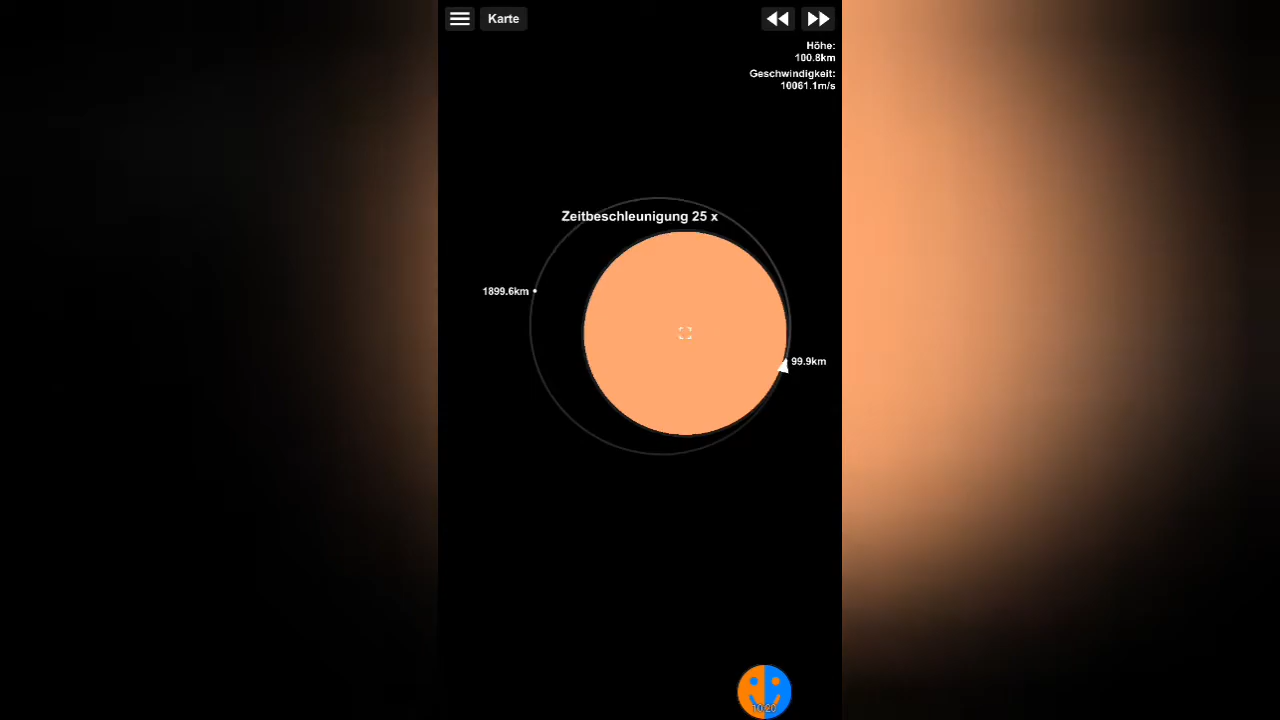 Karte
Höhe:
100.8km
Geschwindigkeit:
10061.1m/s
Zeitbeschleunigung 25 x
1899.6km
99.9km